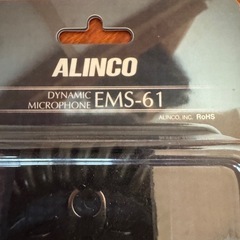 ALINCO
DYNAMIC
MICROPHONE EMS-61
ALINCO, INC. RoHS